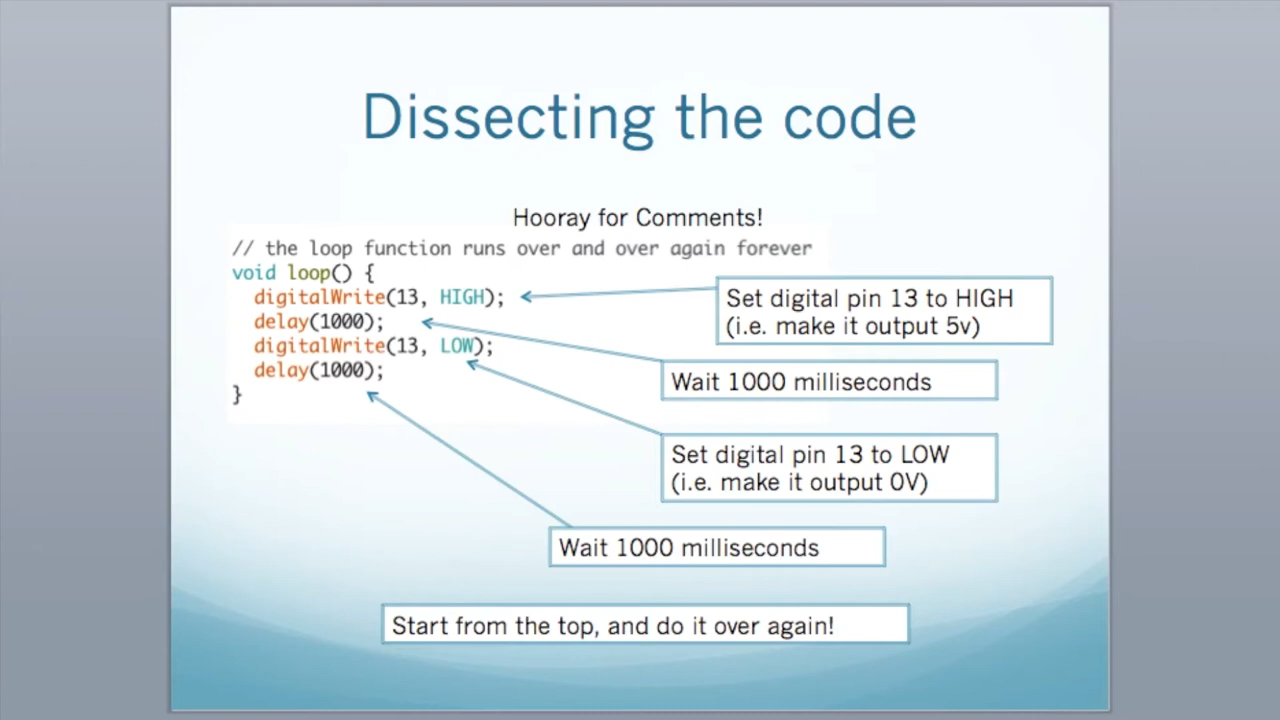 Dissecting the code
Hooray for Comments!
// the loop function runs over and over again forever
void loop() {
digitalWrite(13, HIGH);
delay(1000);
digitalWrite(13, LOW);
delay(1000);
}
Set digital pin 13 to HIGH
(i.e. make it output 5v)
Wait 1000 milliseconds
Set digital pin 13 to LOW
(i.e. make it output 0V)
Wait 1000 milliseconds
Start from the top, and do it over again!